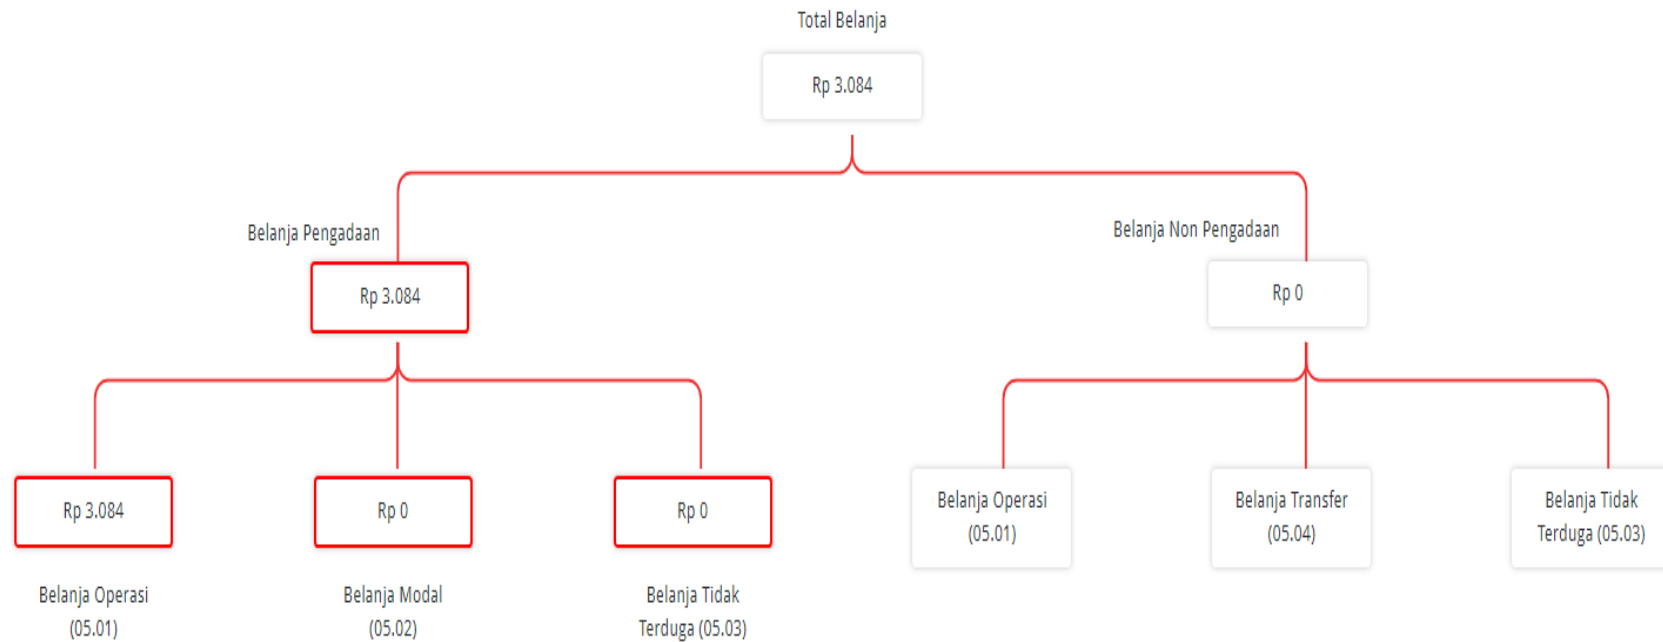 Total Belanja
Rp 3.084
Belanja Pengadaan
Rp 3.084
Belanja Non Pengadaan
Rp 0
Rp 3.084
Belanja Operasi
(05.01)
Rp 0
Belanja Modal
(05.02)
Rp 0
Belanja Tidak
Terduga (05.03)
Belanja Operasi
(05.01)
Belanja Transfer
(05.04)
Belanja Tidak
Terduga (05.03)